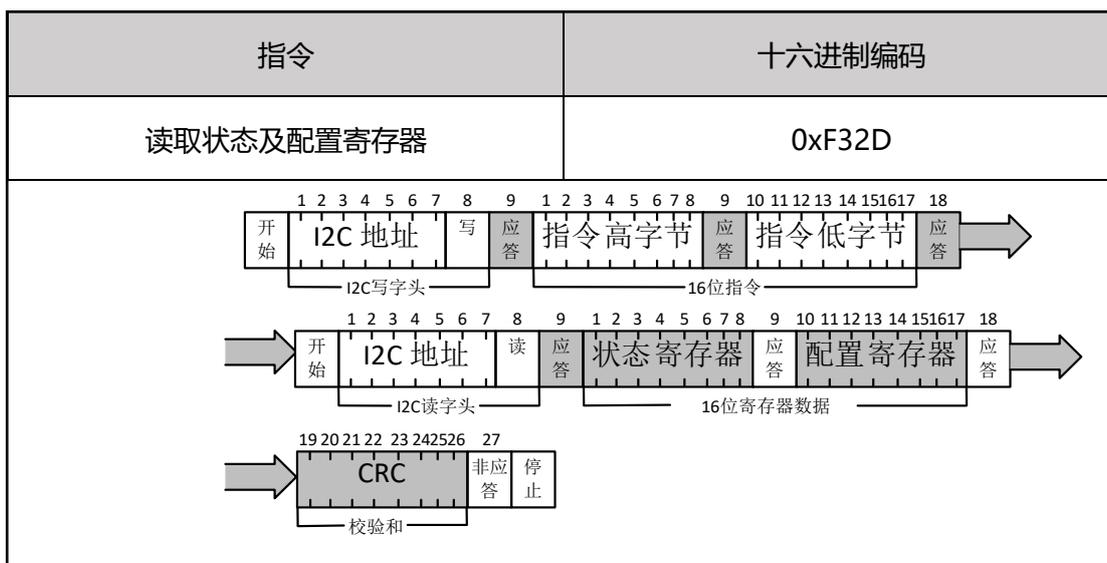 指令 十六进制编码
读取状态及配置寄存器 0xF32D
1 2 3 4 5 6 7 8 9 1 2 3 4 5 6 7 8 9 10 11 12 13 14 15 16 17 18
开始 I2C 地址 写 应答 指令高字节 应答 指令低字节 应答
I2C写字头 16位指令
1 2 3 4 5 6 7 8 9 1 2 3 4 5 6 7 8 9 10 11 12 13 14 15 16 17 18
开始 I2C 地址 读 应答 状态寄存器 应答 配置寄存器 应答
I2C读字头 16位寄存器数据
19 20 21 22 23 24 25 26 27
CRC 非应答 停止
校验和